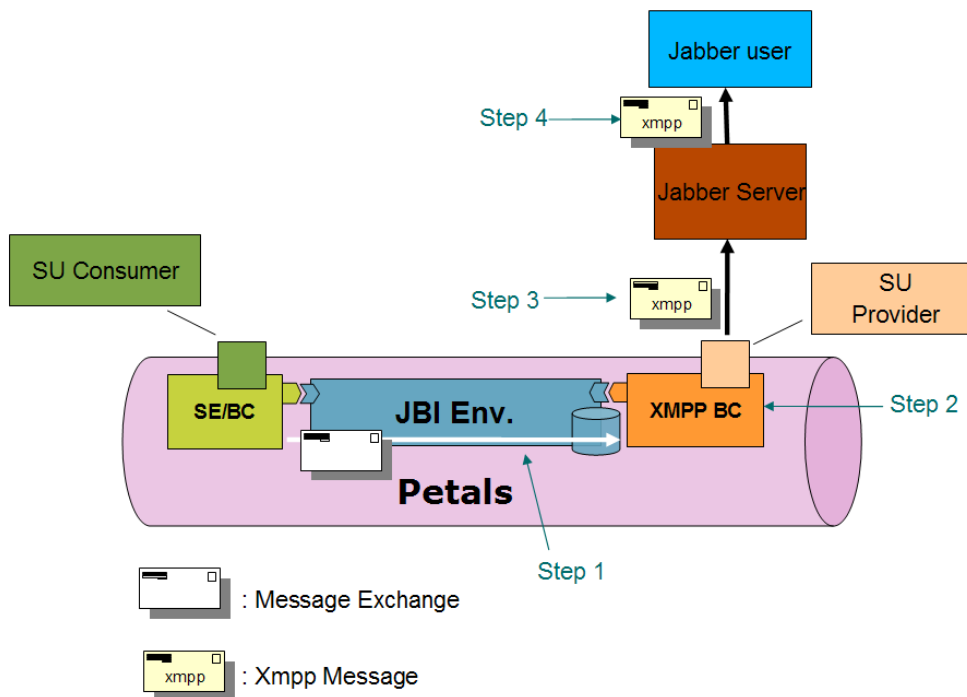 Jabber user
Step 4
xmpp
Jabber Server
SU Consumer
Step 3
xmpp
SU
Provider
SE/BC
JBI Env.
XMPP BC
Step 2
Petals
Step 1
: Message Exchange
xmpp
: Xmpp Message